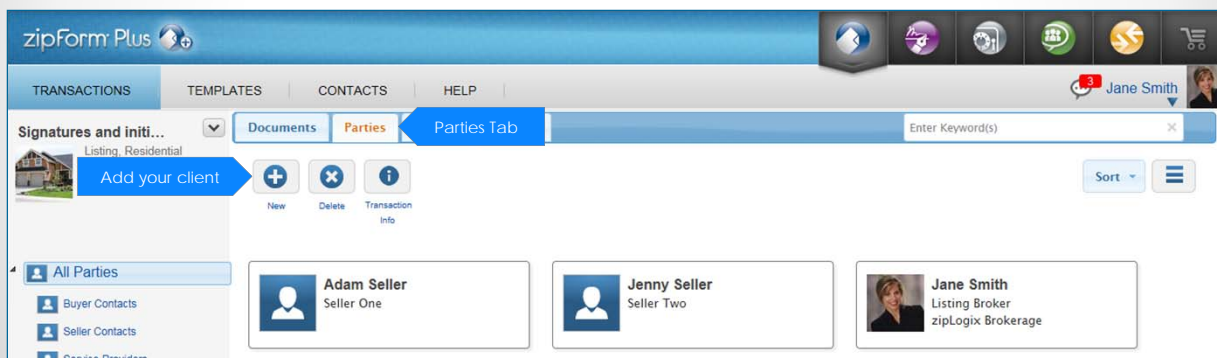 zipForm Plus
TRANSACTIONS TEMPLATES CONTACTS HELP
3 Jane Smith
Signatures and initi...
Listing, Residential
Documents Parties Parties Tab
Enter Keyword(s)
Add your client
New Delete Transaction Info
Sort
All Parties
Buyer Contacts
Seller Contacts
Service Providers
Adam Seller
Seller One
Jenny Seller
Seller Two
Jane Smith
Listing Broker
zipLogix Brokerage